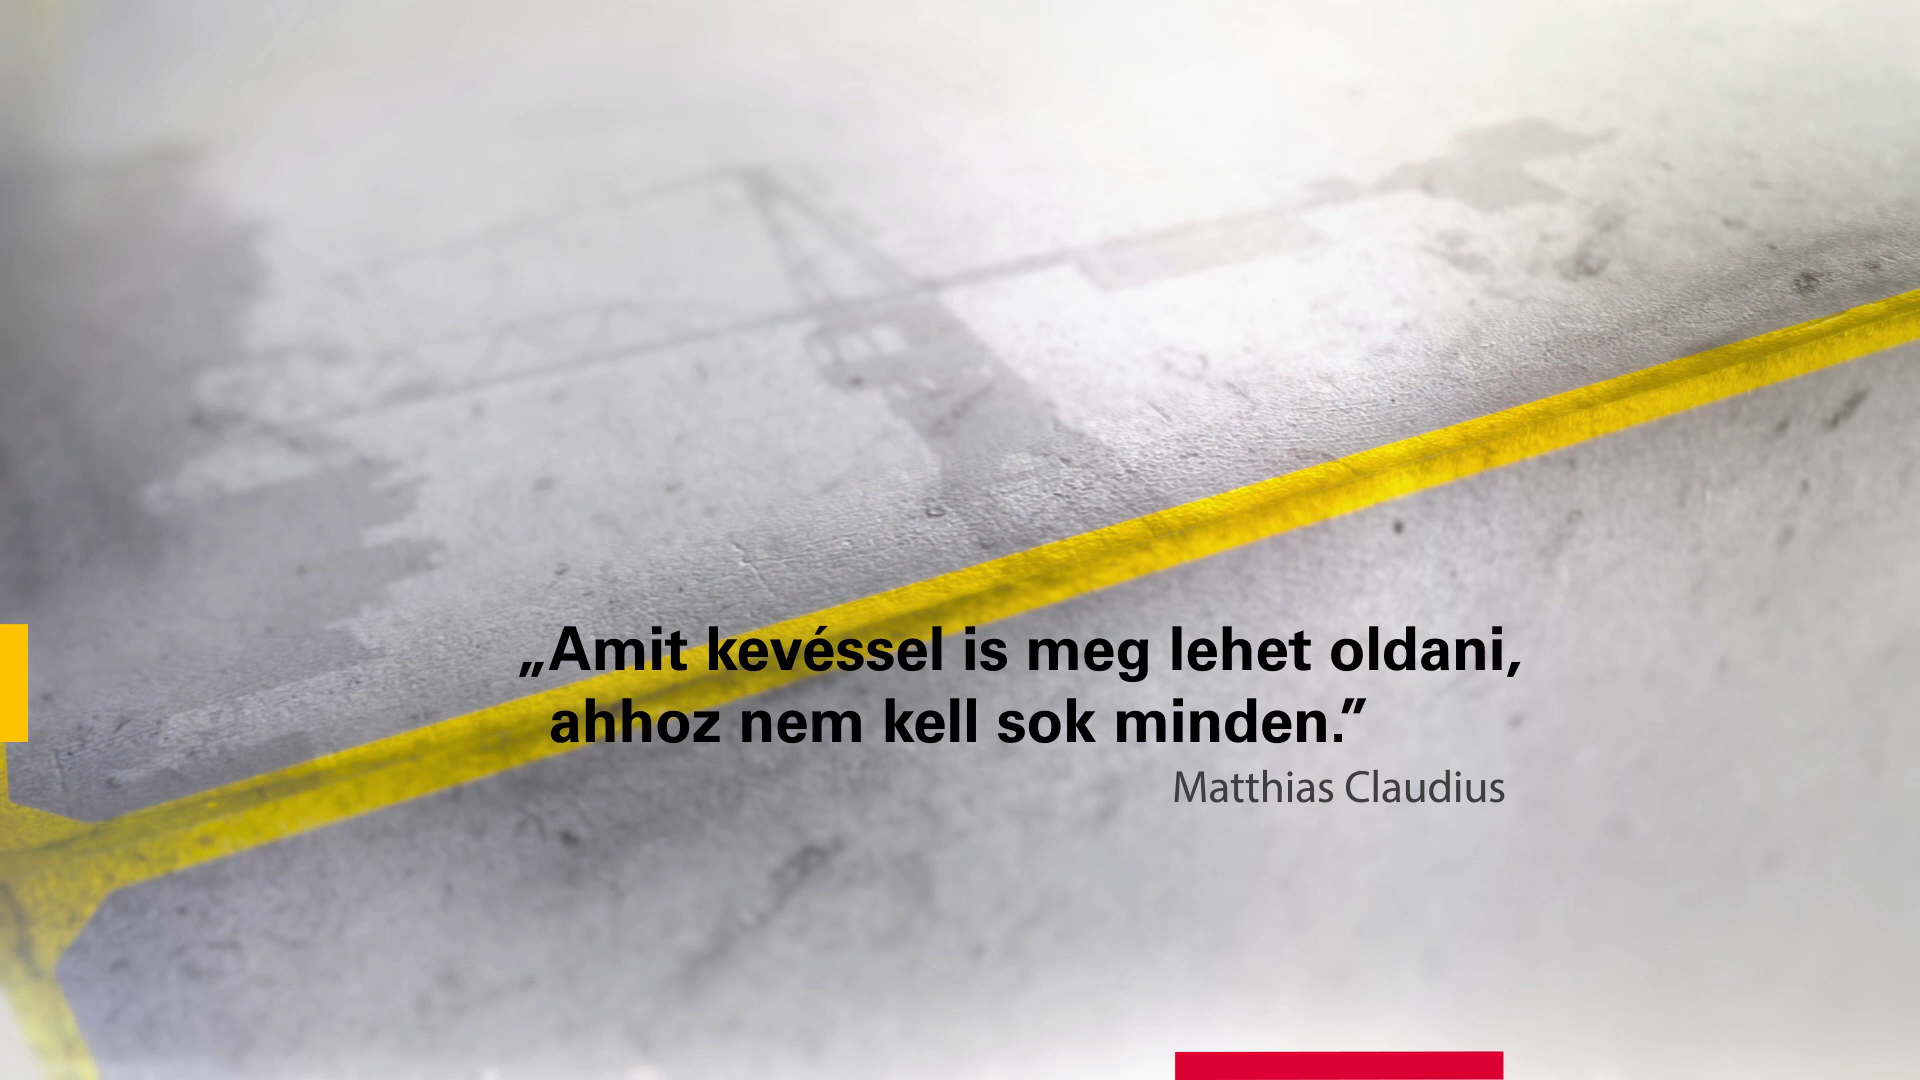 „Amit kevéssel is meg lehet oldani,
ahhoz nem kell sok minden.”
Matthias Claudius